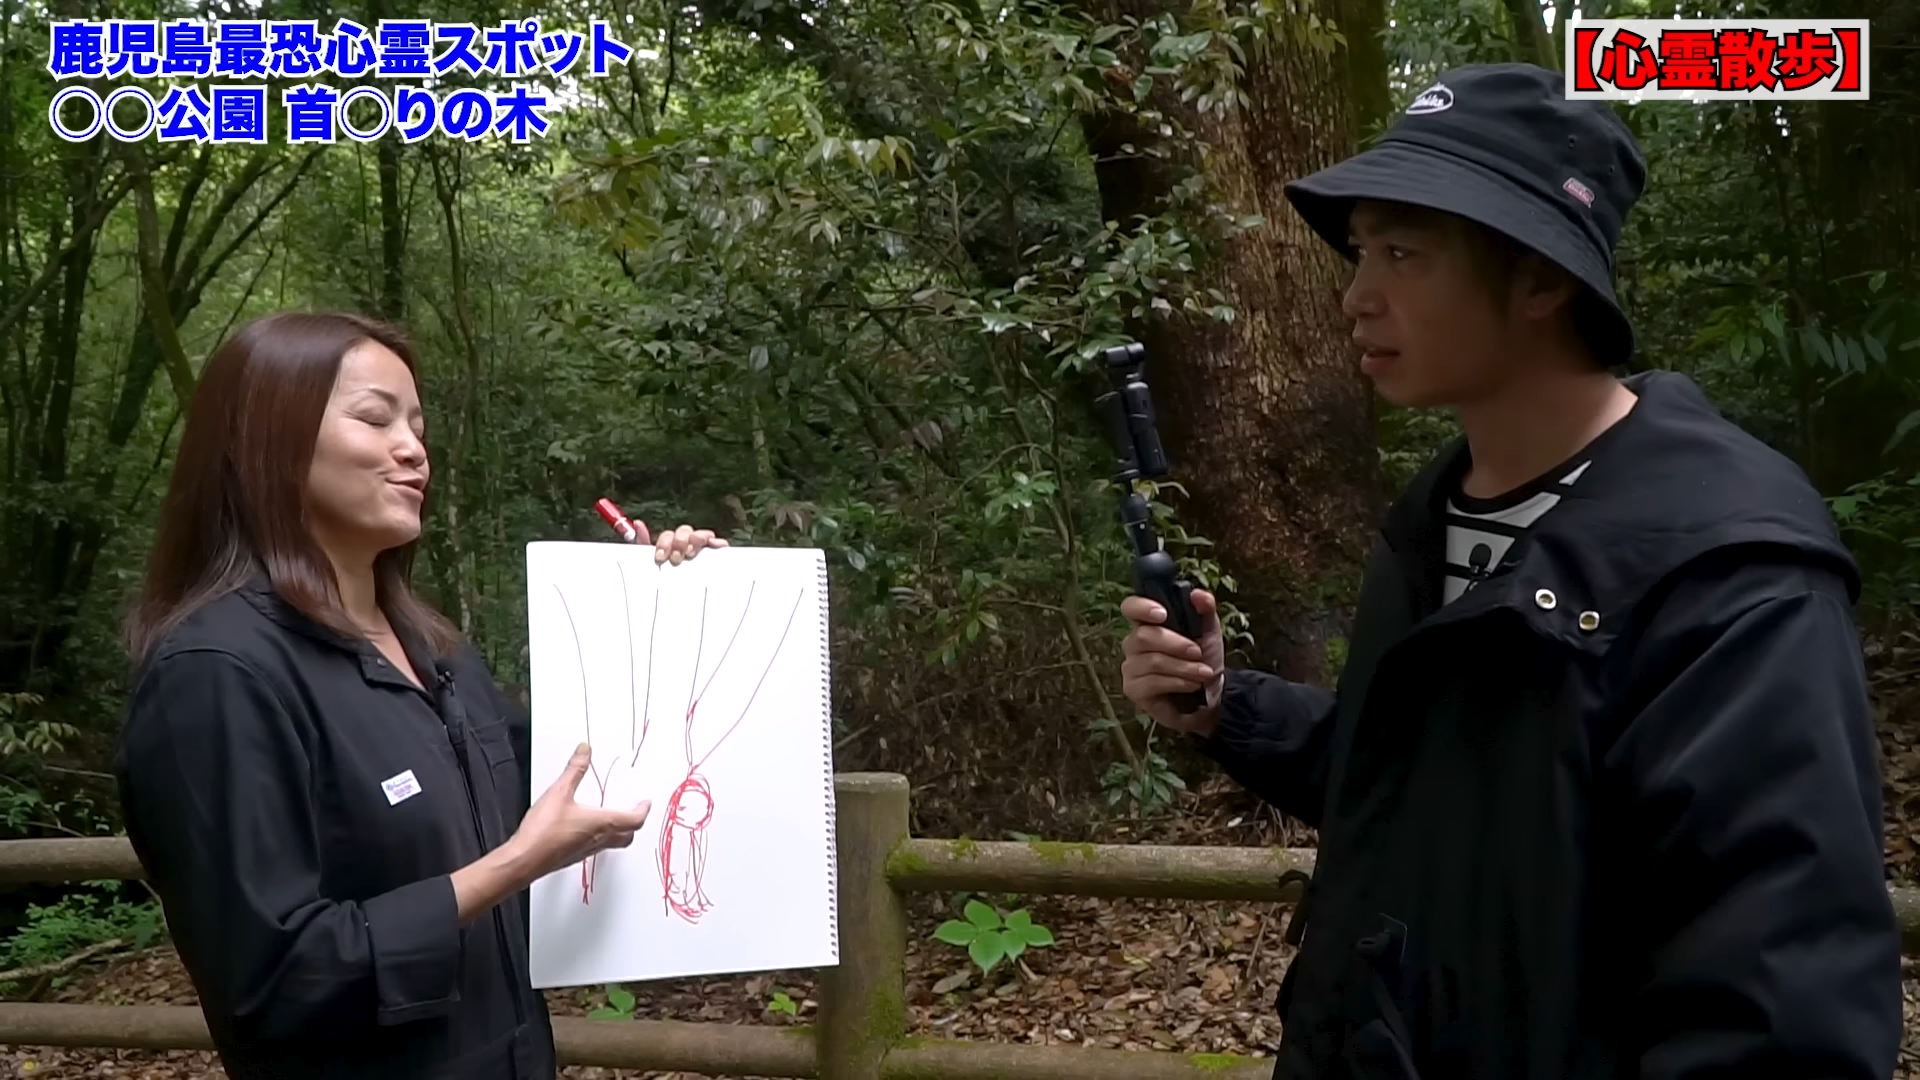 鹿児島最恐心霊スポット
○○公園 首○りの木
【心霊散歩】